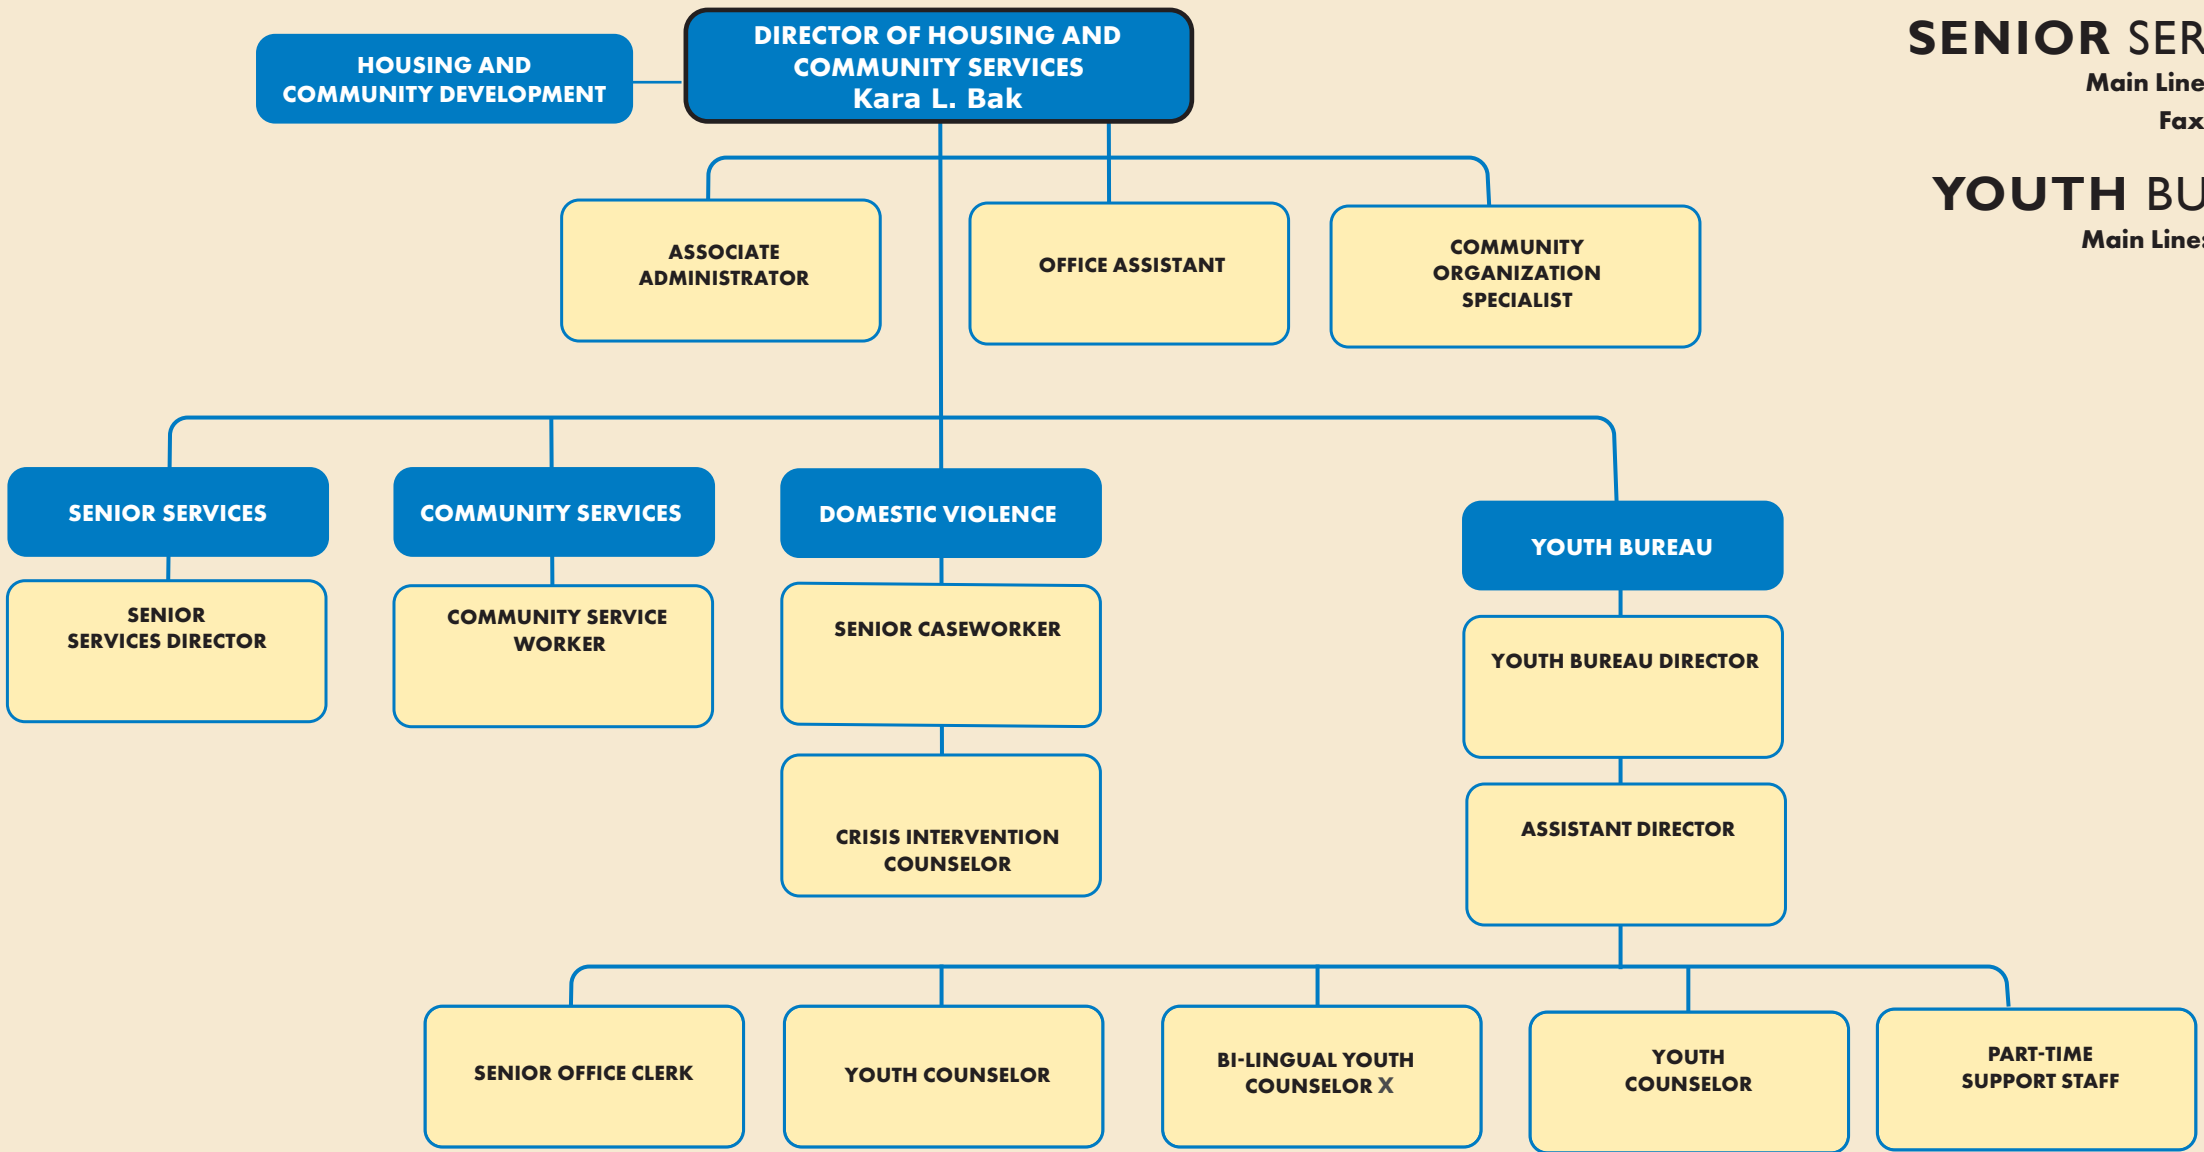 HOUSING AND
COMMUNITY DEVELOPMENT
DIRECTOR OF HOUSING AND
COMMUNITY SERVICES
Kara L. Bak
SENIOR SER
Main Line
Fax
YOUTH BU
Main Line:
ASSOCIATE
ADMINISTRATOR
OFFICE ASSISTANT
COMMUNITY
ORGANIZATION
SPECIALIST
SENIOR SERVICES
COMMUNITY SERVICES
DOMESTIC VIOLENCE
YOUTH BUREAU
SENIOR
SERVICES DIRECTOR
COMMUNITY SERVICE
WORKER
SENIOR CASEWORKER
YOUTH BUREAU DIRECTOR
CRISIS INTERVENTION
COUNSELOR
ASSISTANT DIRECTOR
SENIOR OFFICE CLERK
YOUTH COUNSELOR
BI-LINGUAL YOUTH
COUNSELOR X
YOUTH
COUNSELOR
PART-TIME
SUPPORT STAFF